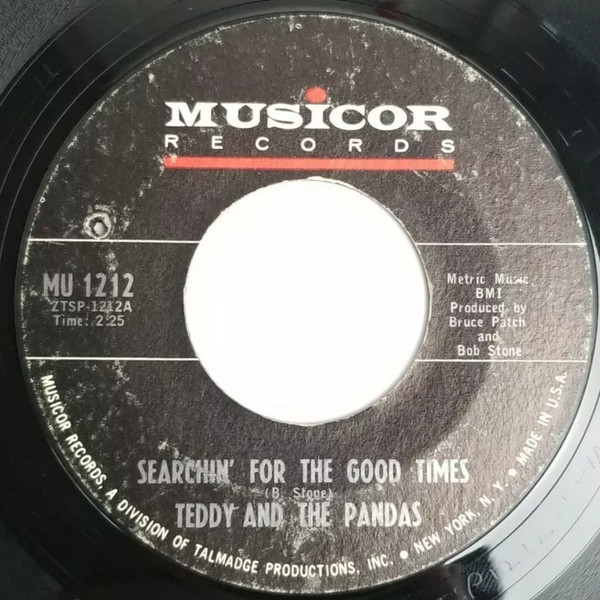 MUSiCOR
RECORDS
MU 1212
ZTSP-1212A
Time: 2:25
Metric Music
BMI
Produced by
Bruce Patch
and
Bob Stone
SEARCHIN' FOR THE GOOD TIMES
(B. Stone)
TEDDY AND THE PANDAS
MUSICOR RECORDS, A DIVISION OF TALMADGE PRODUCTIONS, INC. • NEW YORK, N. Y. • MADE IN U.S.A.